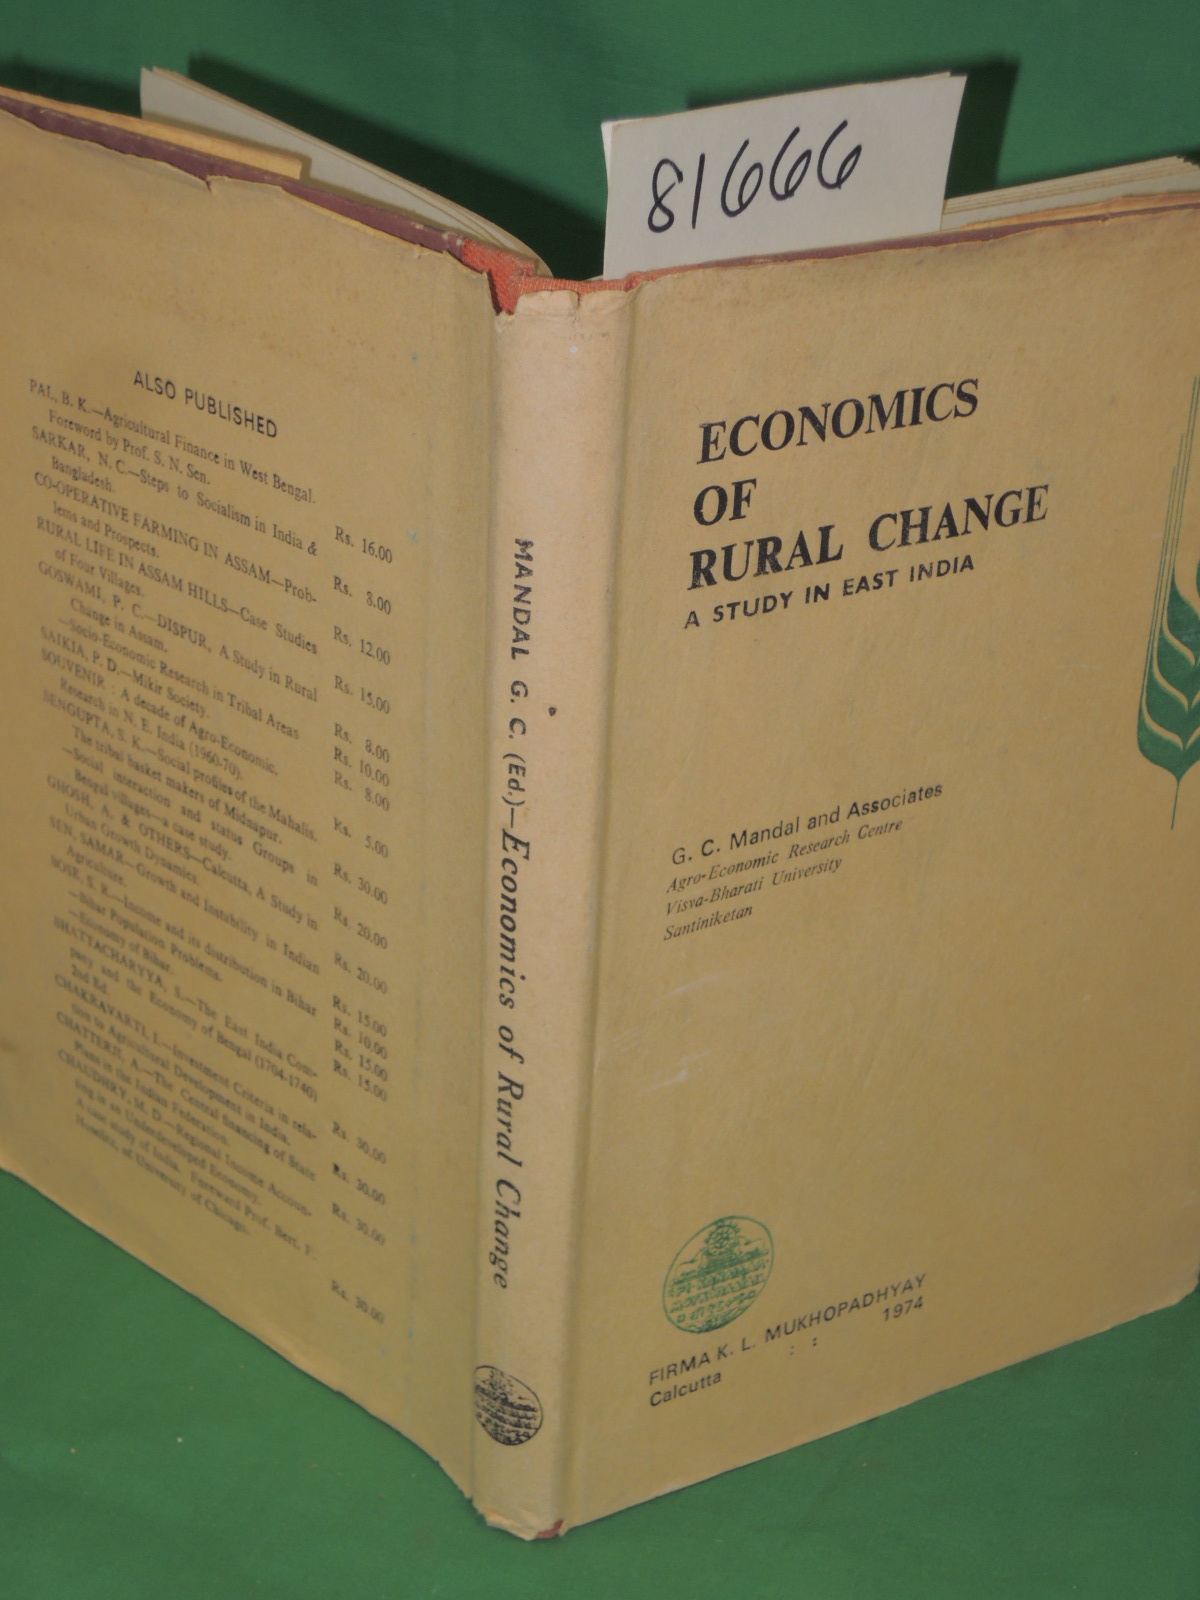 81666
ECONOMICS
OF
RURAL CHANGE
A STUDY IN EAST INDIA
G. C. Mandal and Associates
Agro-Economic Research Centre
Visva-Bharati University
Santiniketan
FIRMA K. L. MUKHOPADHYAY
Calcutta : : 1974
MANDAL G. C. (Ed.)—Economics of Rural Change
ALSO PUBLISHED
PAL, B. K.—Agricultural Finance in West Bengal.
Foreword by Prof. S. N. Sen. Rs. 16.00
SARKAR, N. C.—Steps to Socialism in India &
Bangladesh. Rs. 8.00
CO-OPERATIVE FARMING IN ASSAM—Prob-
lems and Prospects. Rs. 12.00
RURAL LIFE IN ASSAM HILLS—Case Studies
of Four Villages. Rs. 15.00
GOSWAMI, P. C.—DISPUR, A Study in Rural
Change in Assam. Rs. 8.00
—Socio-Economic Research in Tribal Areas Rs. 10.00
SAIKIA, P. D.—Mikir Society. Rs. 8.00
SOUVENIR : A decade of Agro-Economic.
Research in N. E. India (1960-70). Rs. 5.00
SENGUPTA, S. K.—Social profiles of the Mahalis.
The tribal basket makers of Midnapur. Rs. 30.00
—Social interaction and status Groups in
Bengal villages—a case study. Rs. 20.00
GHOSH, A. & OTHERS—Calcutta, A Study in
Urban Growth Dynamics. Rs. 20.00
SEN, SAMAR—Growth and Instability in Indian
Agriculture. Rs. 15.00
BOSE, S. R.—Income and its distribution in Bihar Rs. 10.00
—Bihar Population Problems. Rs. 15.00
—Economy of Bihar. Rs. 15.00
BHATTACHARYYA, S.—The East India Com-
pany and the Economy of Bengal (1704-1740)
2nd Ed. Rs. 30.00
CHAKRAVARTI, I.—Investment Criteria in rela-
tion to Agricultural Development in India. Rs. 30.00
CHATTERJI, A.—The Central financing of State
Plans in the Indian Federation. Rs. 30.00
CHAUDHRY, M. D.—Regional Income Accoun-
ting in an Underdeveloped Economy.
A case study of India. Foreward Prof. Bert. F.
Hoselitz, of University of Chicago. Rs. 30.00